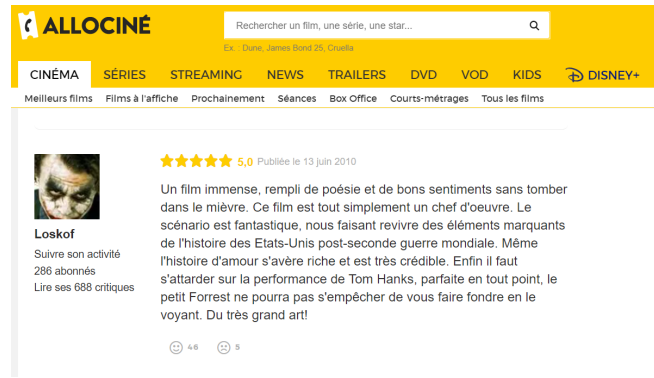 ALLOCINÉ
Rechercher un film, une série, une star...
Ex. : Dune, James Bond 25, Cruella
CINÉMA SÉRIES STREAMING NEWS TRAILERS DVD VOD KIDS DISNEY+
Meilleurs films Films à l'affiche Prochainement Séances Box Office Courts-métrages Tous les films
5,0 Publiée le 13 juin 2010
Un film immense, rempli de poésie et de bons sentiments sans tomber
dans le mièvre. Ce film est tout simplement un chef d'oeuvre. Le
scénario est fantastique, nous faisant revivre des éléments marquants
de l'histoire des Etats-Unis post-seconde guerre mondiale. Même
l'histoire d'amour s'avère riche et est très crédible. Enfin il faut
s'attarder sur la performance de Tom Hanks, parfaite en tout point, le
petit Forrest ne pourra pas s'empêcher de vous faire fondre en le
voyant. Du très grand art!
Loskof
Suivre son activité
286 abonnés
Lire ses 688 critiques
46 5